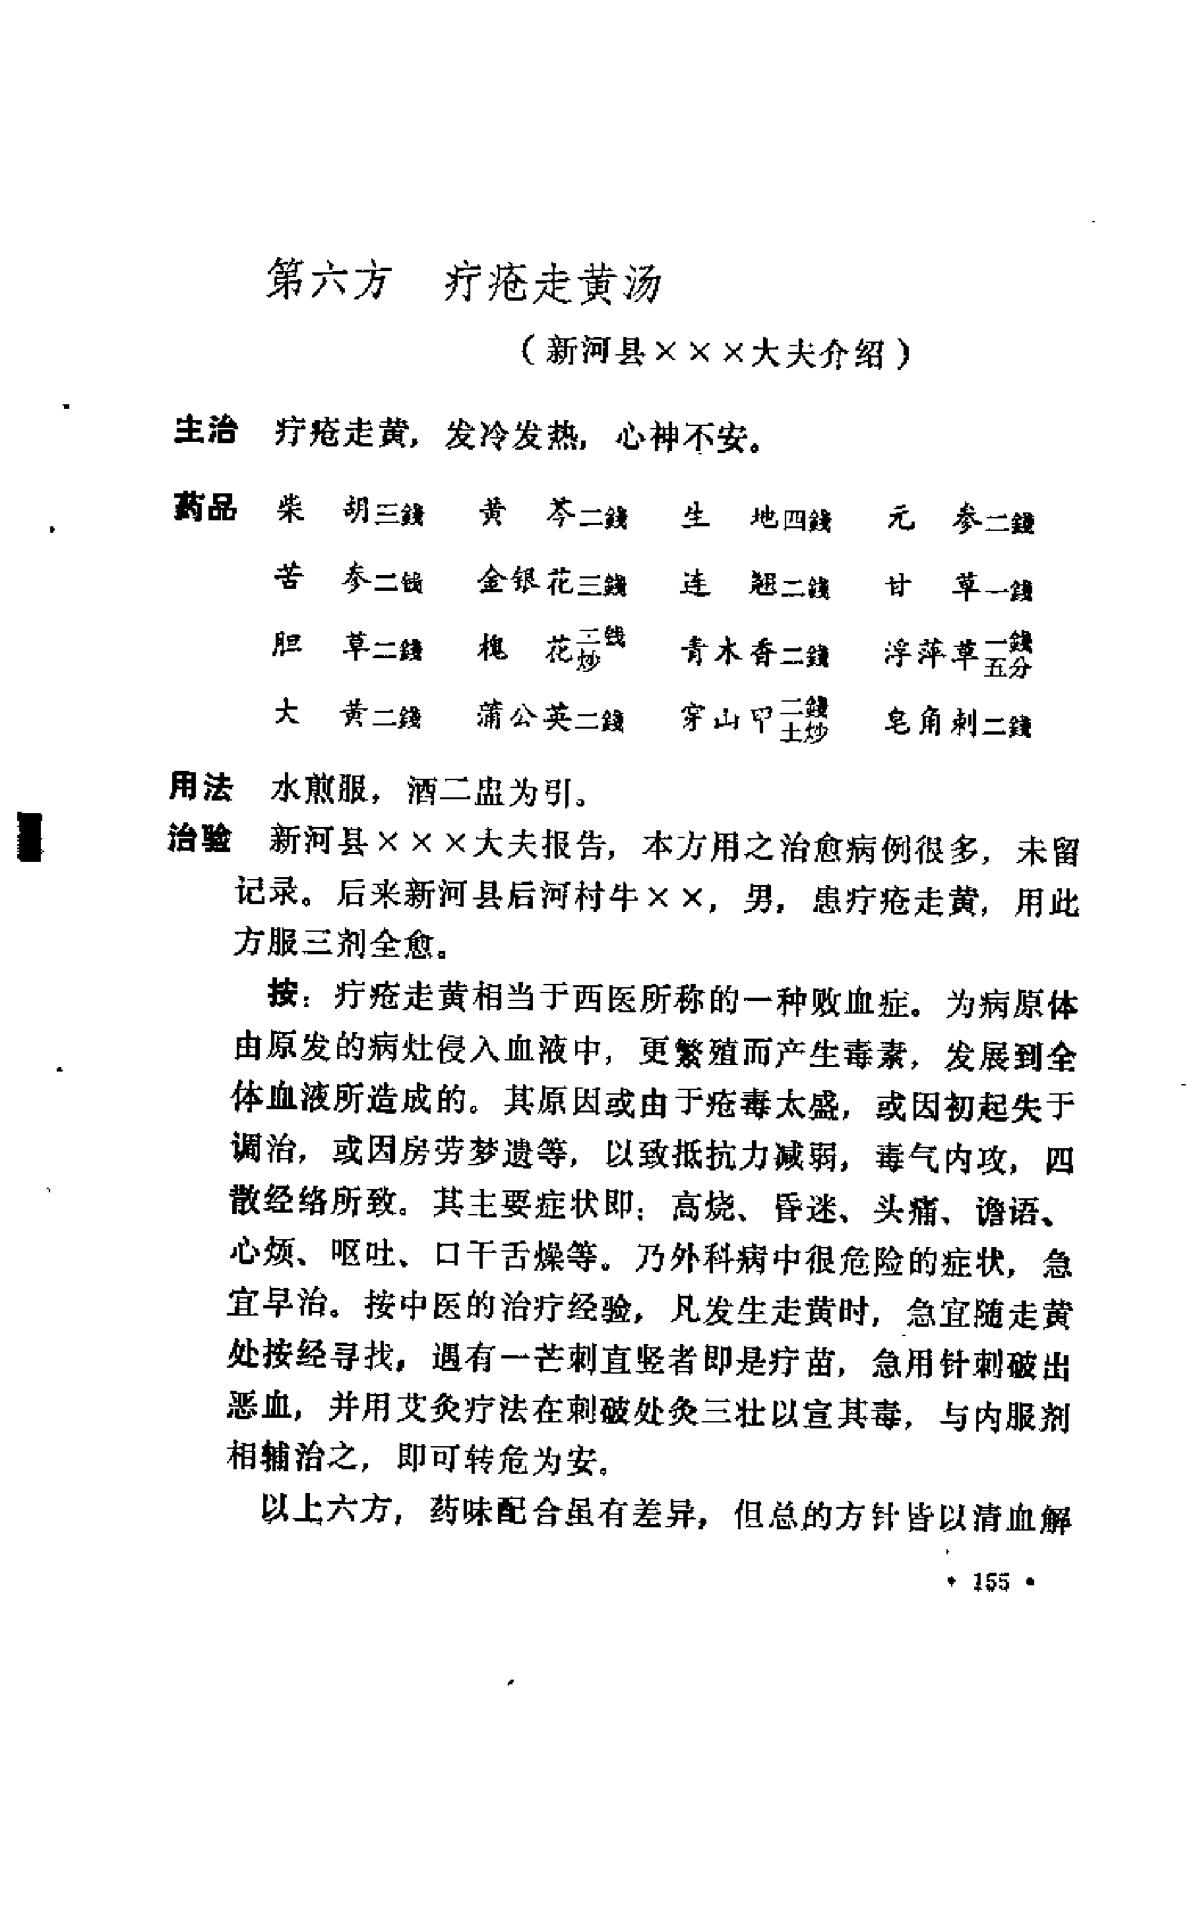 第六方　疔疮走黄汤
（新河县×××大夫介绍）
主治　疔疮走黄，发冷发热，心神不安。
药品　柴　胡三錢　黄　芩二錢　生　地四錢　元　参二錢
苦　参二錢　金银花三錢　连　翘二錢　甘　草一錢
胆　草二錢　槐　花二钱炒　青木香二錢　浮萍草一錢五分
大　黄二錢　蒲公英二錢　穿山甲二錢土炒　皂角刺二錢
用法　水煎服，酒二盅为引。
治验　新河县×××大夫报告，本方用之治愈病例很多，未留
记录。后来新河县后河村牛××，男，患疔疮走黄，用此
方服三剂全愈。
按：疔疮走黄相当于西医所称的一种败血症。为病原体
由原发的病灶侵入血液中，更繁殖而产生毒素，发展到全
体血液所造成的。其原因或由于疮毒太盛，或因初起失于
调治，或因房劳梦遗等，以致抵抗力减弱，毒气内攻，四
散经络所致。其主要症状即：高烧、昏迷、头痛、谵语、
心烦、呕吐、口干舌燥等。乃外科病中很危险的症状，急
宜早治。按中医的治疗经验，凡发生走黄时，急宜随走黄
处按经寻找，遇有一芒刺直竖者即是疔苗，急用针刺破出
恶血，并用艾灸疗法在刺破处灸三壮以宣其毒，与内服剂
相辅治之，即可转危为安。
以上六方，药味配合虽有差异，但总的方针皆以清血解
• 155 •